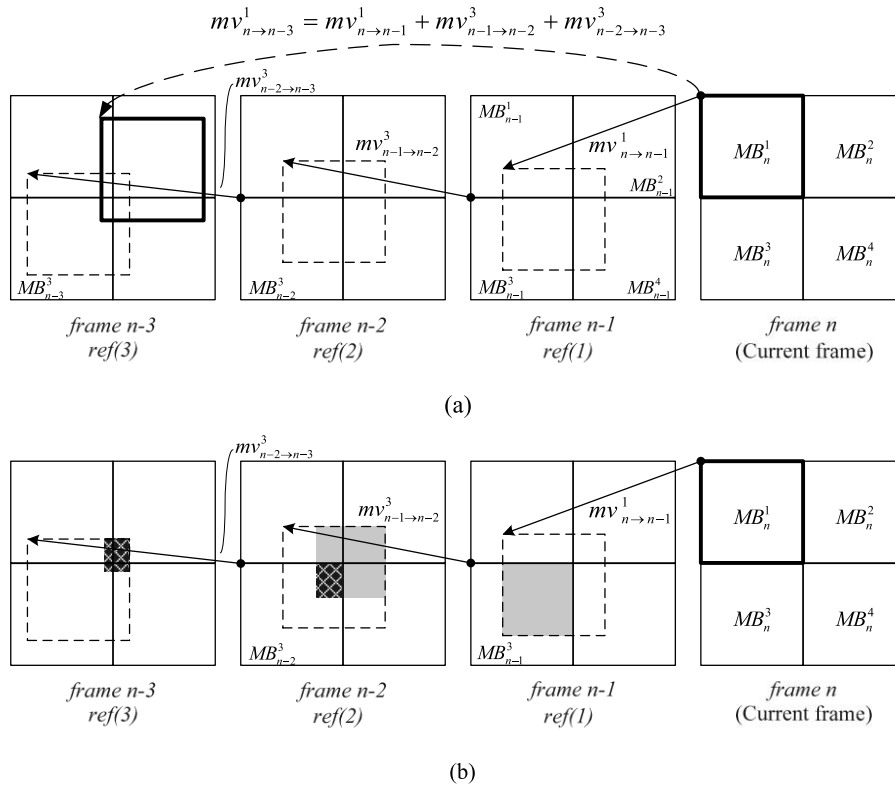 mv^1_{n→n-3} = mv^1_{n→n-1} + mv^3_{n-1→n-2} + mv^3_{n-2→n-3}
mv^3_{n-2→n-3}
MB^1_{n-1}
mv^3_{n-1→n-2}
mv^1_{n→n-1}
MB^1_n
MB^2_n
MB^2_{n-1}
MB^3_n
MB^4_n
MB^3_{n-3}
MB^3_{n-2}
MB^3_{n-1}
MB^4_{n-1}
frame n-3
ref(3)
frame n-2
ref(2)
frame n-1
ref(1)
frame n
(Current frame)
(a)
mv^3_{n-2→n-3}
mv^3_{n-1→n-2}
mv^1_{n→n-1}
MB^1_n
MB^2_n
MB^3_n
MB^4_n
MB^3_{n-2}
MB^3_{n-1}
frame n-3
ref(3)
frame n-2
ref(2)
frame n-1
ref(1)
frame n
(Current frame)
(b)